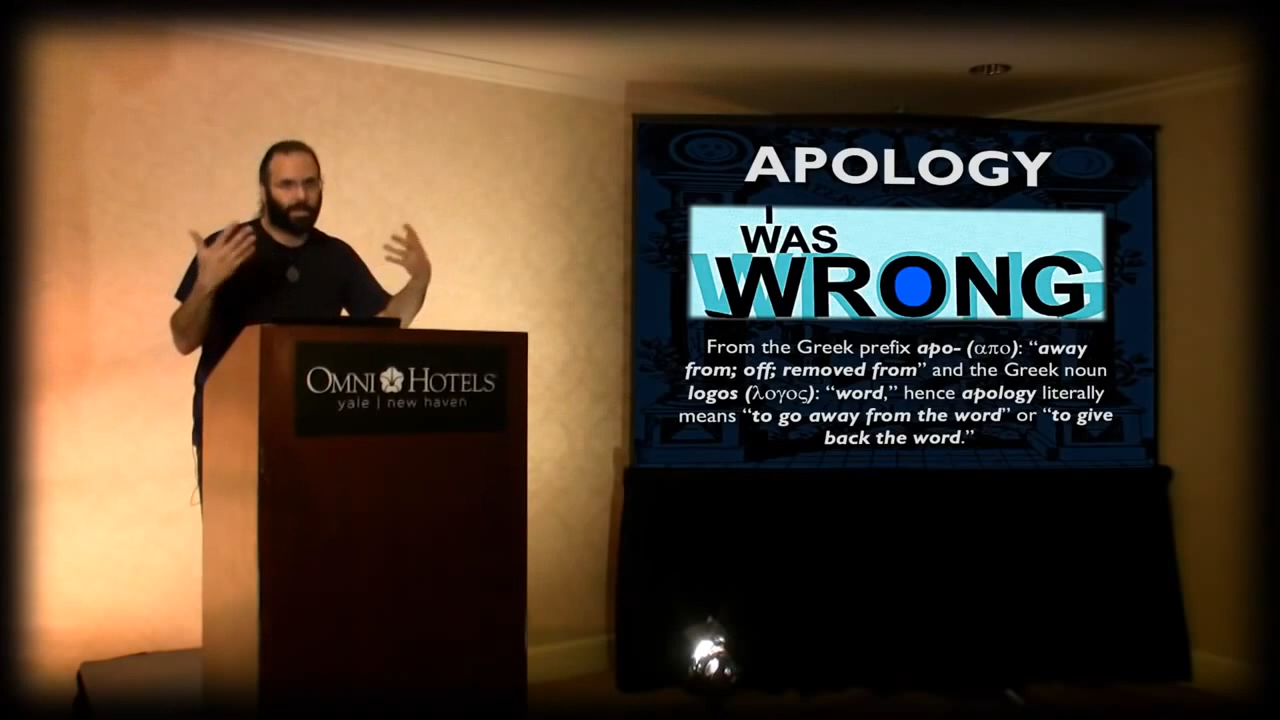 OMNI HOTELS
yale | new haven
APOLOGY
I
WAS
WRONG
From the Greek prefix apo- (απο): “away
from; off; removed from” and the Greek noun
logos (λογος): “word,” hence apology literally
means “to go away from the word” or “to give
back the word.”